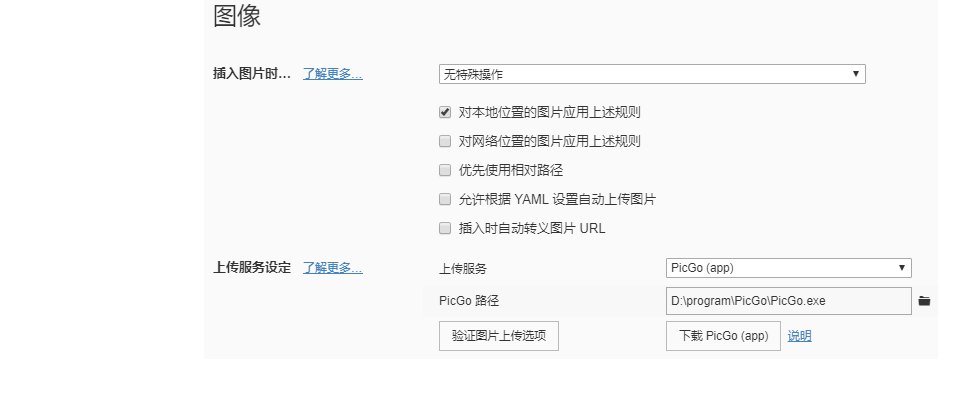 图像
插入图片时... 了解更多... 无特殊操作
对本地位置的图片应用上述规则
对网络位置的图片应用上述规则
优先使用相对路径
允许根据 YAML 设置自动上传图片
插入时自动转义图片 URL
上传服务设定 了解更多... 上传服务 PicGo (app)
PicGo 路径 D:\program\PicGo\PicGo.exe
验证图片上传选项 下载 PicGo (app) 说明